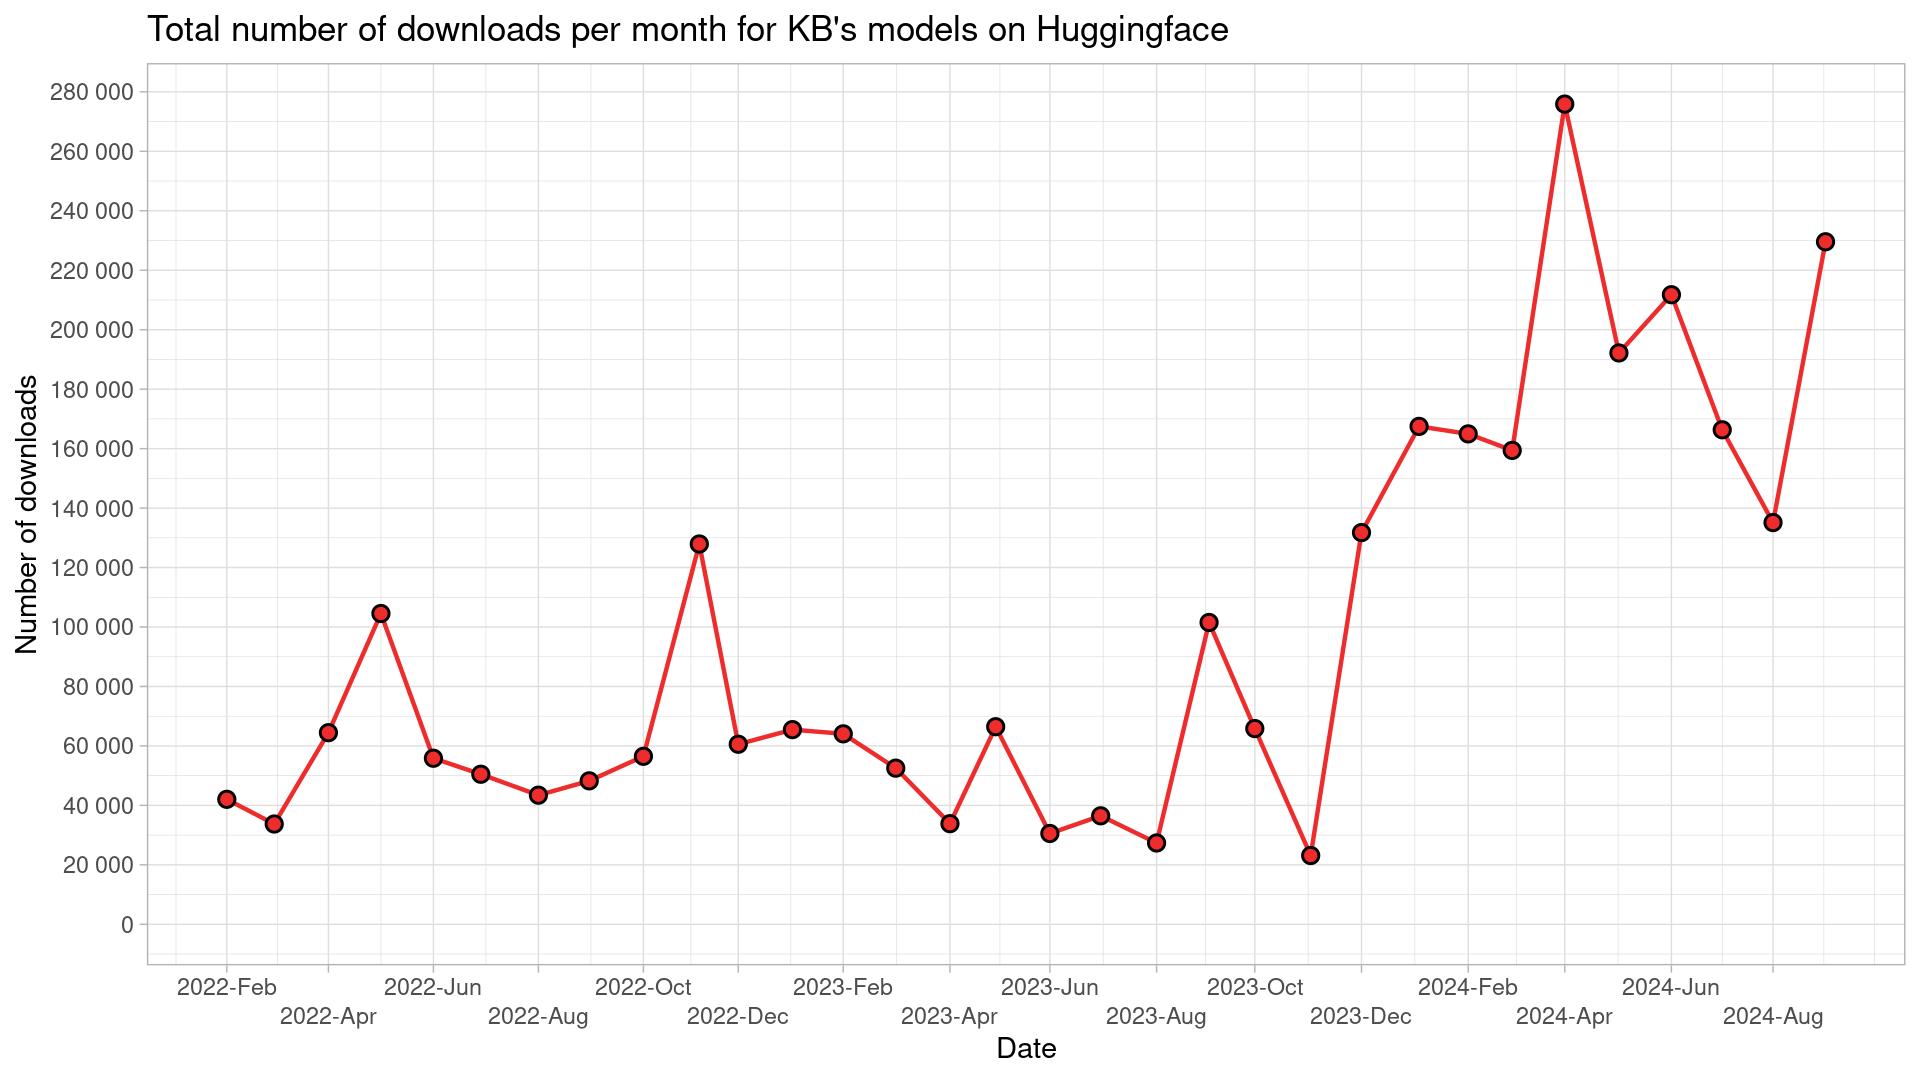 Total number of downloads per month for KB's models on Huggingface
Number of downloads
280 000
260 000
240 000
220 000
200 000
180 000
160 000
140 000
120 000
100 000
80 000
60 000
40 000
20 000
0
2022-Feb
2022-Apr
2022-Jun
2022-Aug
2022-Oct
2022-Dec
2023-Feb
2023-Apr
2023-Jun
2023-Aug
2023-Oct
2023-Dec
2024-Feb
2024-Apr
2024-Jun
2024-Aug
Date